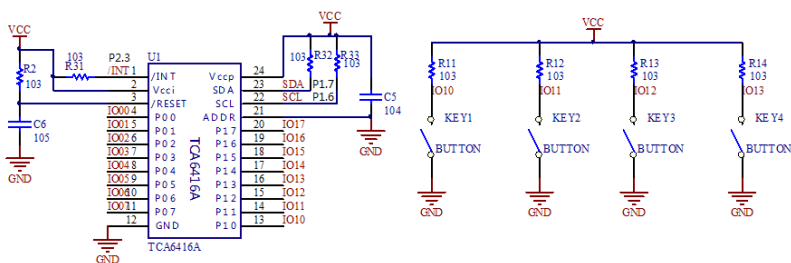 VCC
R2
103
C6
105
GND
103
R31
P2.3
/INT
U1
1 /INT Vccp 24
2 Vcci SDA 23 SDA P1.7
3 /RESET SCL 22 SCL P1.6
IO00 4 P00 ADDR 21
IO01 5 P01 P17 20 IO17
IO02 6 P02 P16 19 IO16
IO03 7 P03 P15 18 IO15
IO04 8 P04 P14 17 IO14
IO05 9 P05 P13 16 IO13
IO06 10 P06 P12 15 IO12
IO07 11 P07 P11 14 IO11
12 GND P10 13 IO10
TCA6416A
TCA6416A
GND
VCC
103
R32
R33
103
C5
104
GND
VCC
R11 R12 R13 R14
103 103 103 103
IO10 IO11 IO12 IO13
KEY1 KEY2 KEY3 KEY4
BUTTON BUTTON BUTTON BUTTON
GND GND GND GND